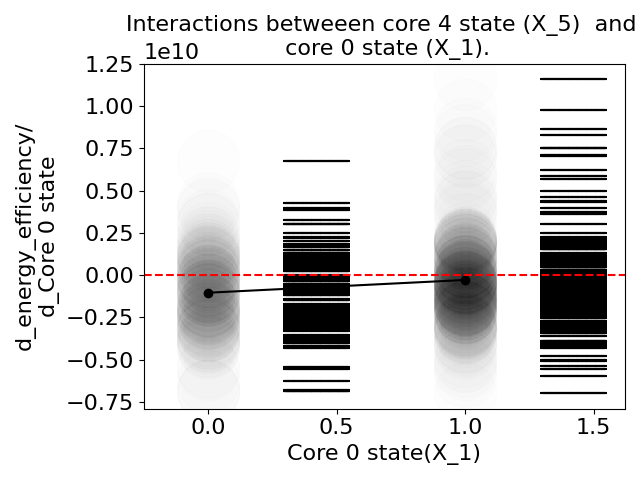 Interactions betweeen core 4 state (X_5)  and
core 0 state (X_1).
1e10
1.25
1.00
0.75
0.50
0.25
0.00
−0.25
−0.50
−0.75
d_energy_efficiency/
d_Core 0 state
0.0
0.5
1.0
1.5
Core 0 state(X_1)